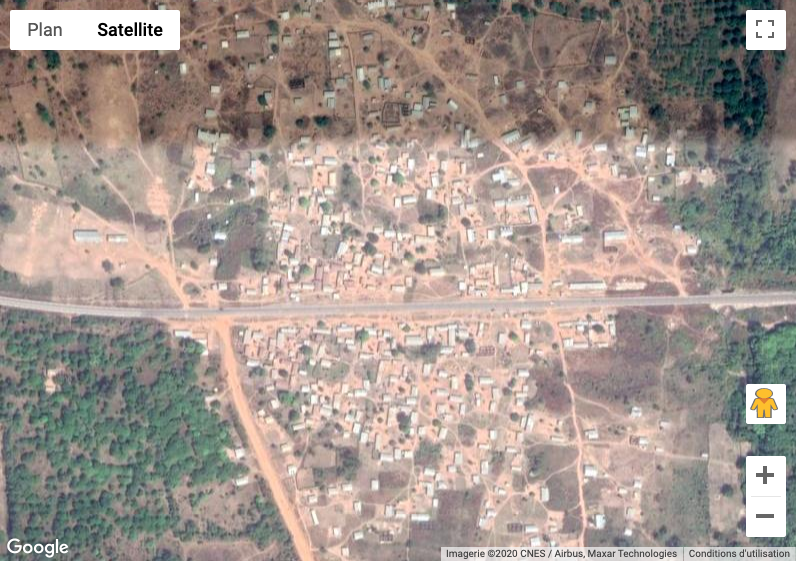 Plan Satellite
Google
Imagerie ©2020 CNES / Airbus, Maxar Technologies Conditions d'utilisation